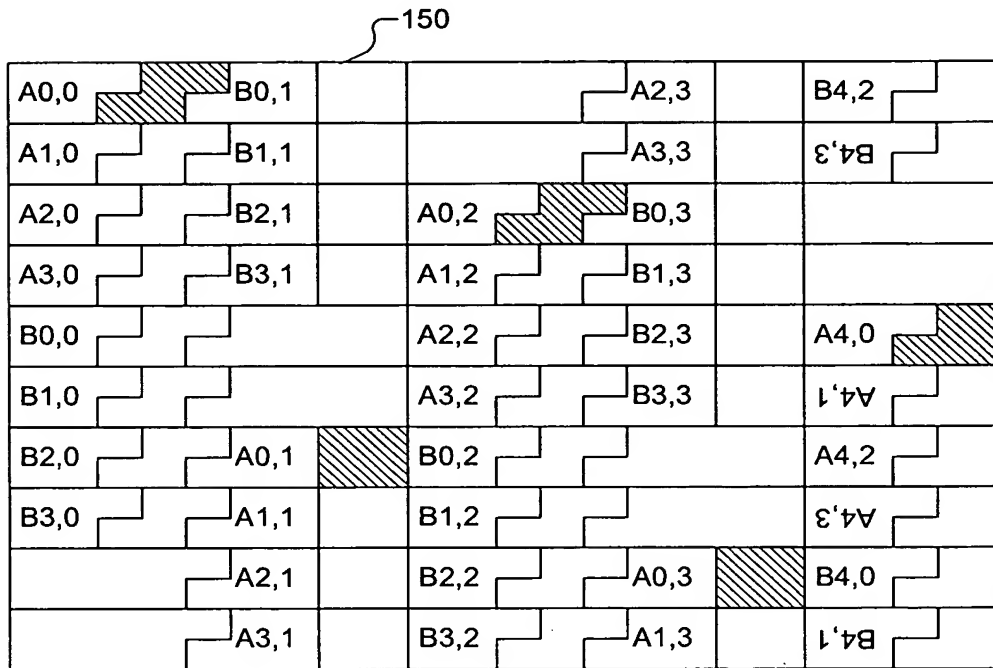 150
A0,0 B0,1 A2,3 B4,2
A1,0 B1,1 A3,3 B4,3
A2,0 B2,1 A0,2 B0,3
A3,0 B3,1 A1,2 B1,3
B0,0 A2,2 B2,3 A4,0
B1,0 A3,2 B3,3 A4,1
B2,0 A0,1 B0,2 A4,2
B3,0 A1,1 B1,2 A4,3
A2,1 B2,2 A0,3 B4,0
A3,1 B3,2 A1,3 B4,1